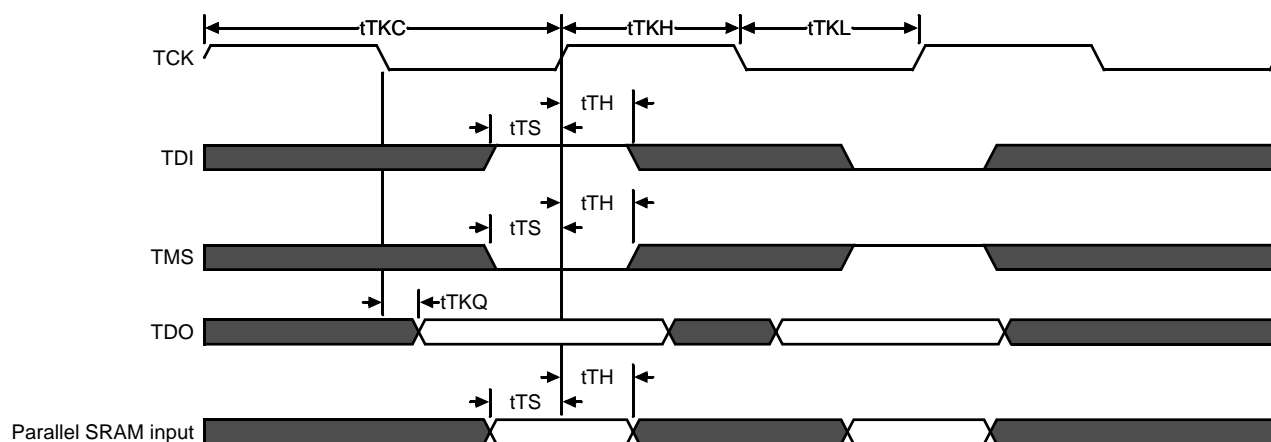 tTKC tTKH tTKL
TCK
tTH
tTS
TDI
tTH
tTS
TMS
tTKQ
TDO
tTH
tTS
Parallel SRAM input